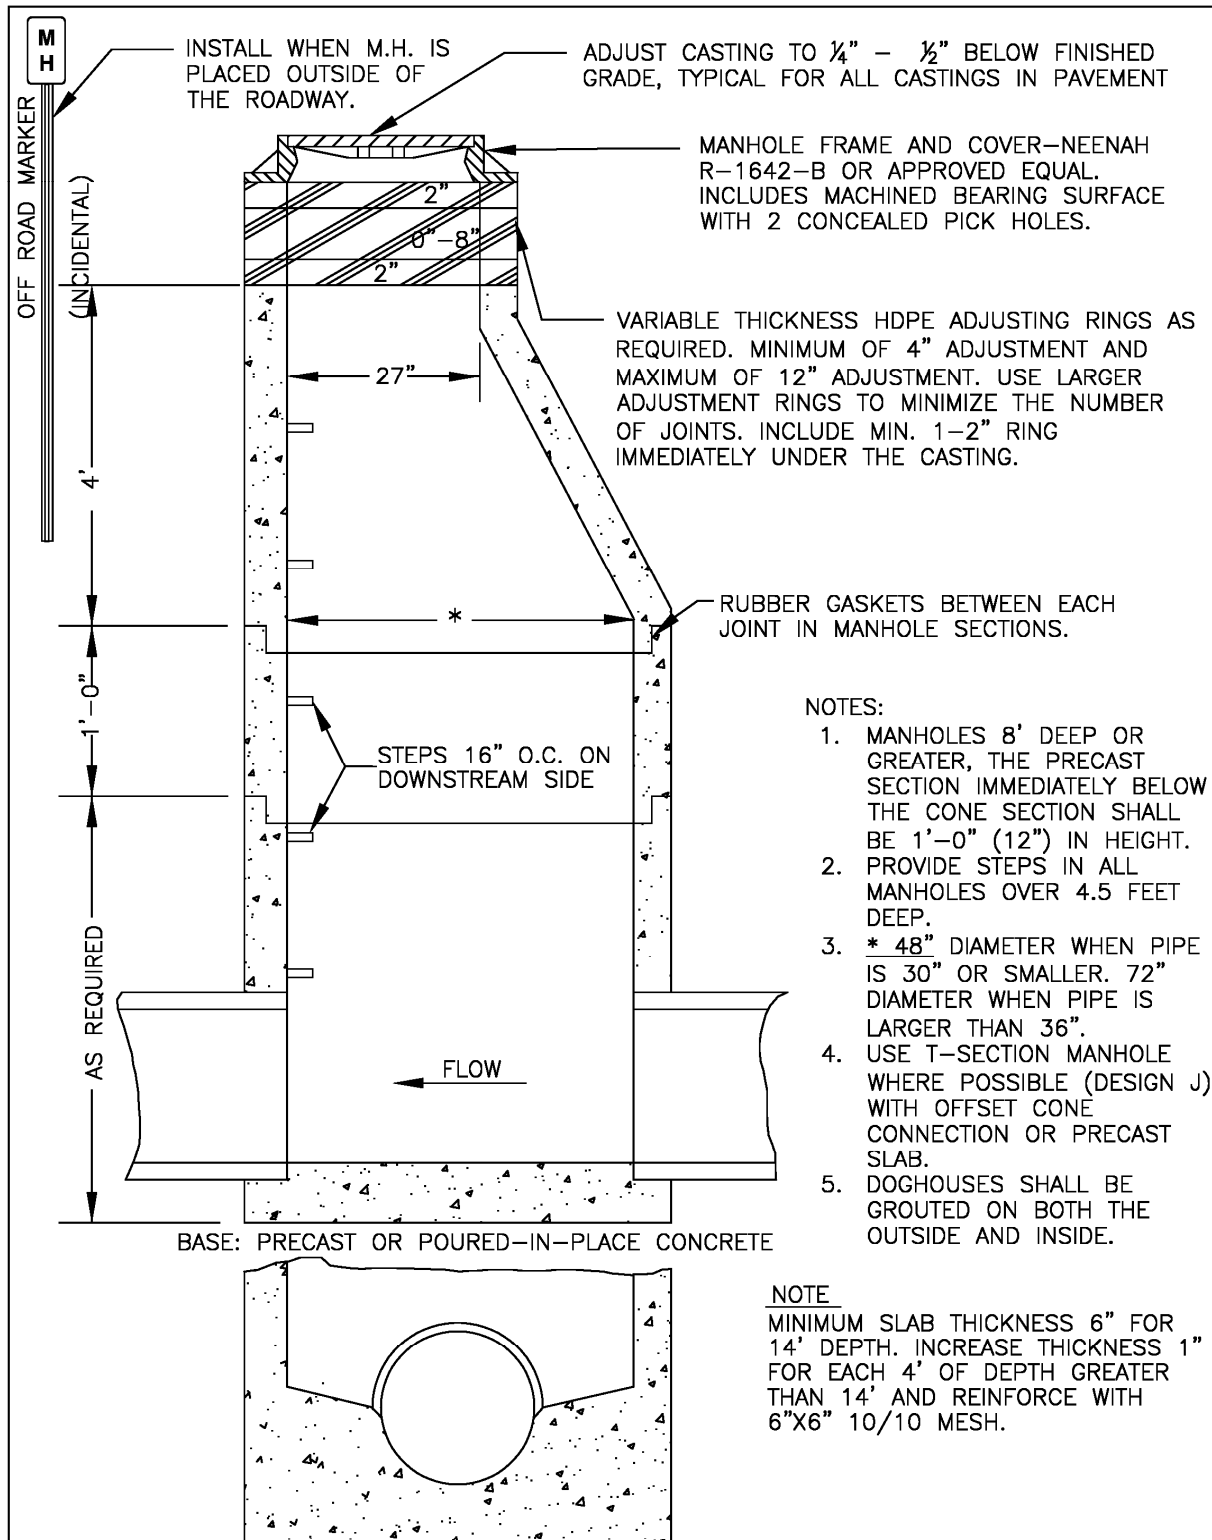 M
H
OFF ROAD MARKER
(INCIDENTAL)
INSTALL WHEN M.H. IS
PLACED OUTSIDE OF
THE ROADWAY.
ADJUST CASTING TO ¼" – ½" BELOW FINISHED
GRADE, TYPICAL FOR ALL CASTINGS IN PAVEMENT
MANHOLE FRAME AND COVER–NEENAH
R–1642–B OR APPROVED EQUAL.
INCLUDES MACHINED BEARING SURFACE
WITH 2 CONCEALED PICK HOLES.
2"
0"–8"
2"
VARIABLE THICKNESS HDPE ADJUSTING RINGS AS
REQUIRED. MINIMUM OF 4" ADJUSTMENT AND
MAXIMUM OF 12" ADJUSTMENT. USE LARGER
ADJUSTMENT RINGS TO MINIMIZE THE NUMBER
OF JOINTS. INCLUDE MIN. 1–2" RING
IMMEDIATELY UNDER THE CASTING.
27"
4'
*
RUBBER GASKETS BETWEEN EACH
JOINT IN MANHOLE SECTIONS.
1'–0"
STEPS 16" O.C. ON
DOWNSTREAM SIDE
AS REQUIRED
FLOW
BASE: PRECAST OR POURED–IN–PLACE CONCRETE
NOTES:
1. MANHOLES 8' DEEP OR
GREATER, THE PRECAST
SECTION IMMEDIATELY BELOW
THE CONE SECTION SHALL
BE 1'–0" (12") IN HEIGHT.
2. PROVIDE STEPS IN ALL
MANHOLES OVER 4.5 FEET
DEEP.
3. * 48" DIAMETER WHEN PIPE
IS 30" OR SMALLER. 72"
DIAMETER WHEN PIPE IS
LARGER THAN 36".
4. USE T–SECTION MANHOLE
WHERE POSSIBLE (DESIGN J)
WITH OFFSET CONE
CONNECTION OR PRECAST
SLAB.
5. DOGHOUSES SHALL BE
GROUTED ON BOTH THE
OUTSIDE AND INSIDE.
NOTE
MINIMUM SLAB THICKNESS 6" FOR
14' DEPTH. INCREASE THICKNESS 1"
FOR EACH 4' OF DEPTH GREATER
THAN 14' AND REINFORCE WITH
6"X6" 10/10 MESH.